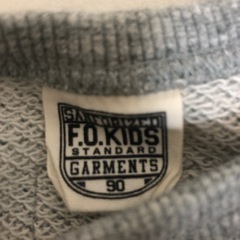 SANFORIZED
F.O.KIDS
STANDARD
GARMENTS
90